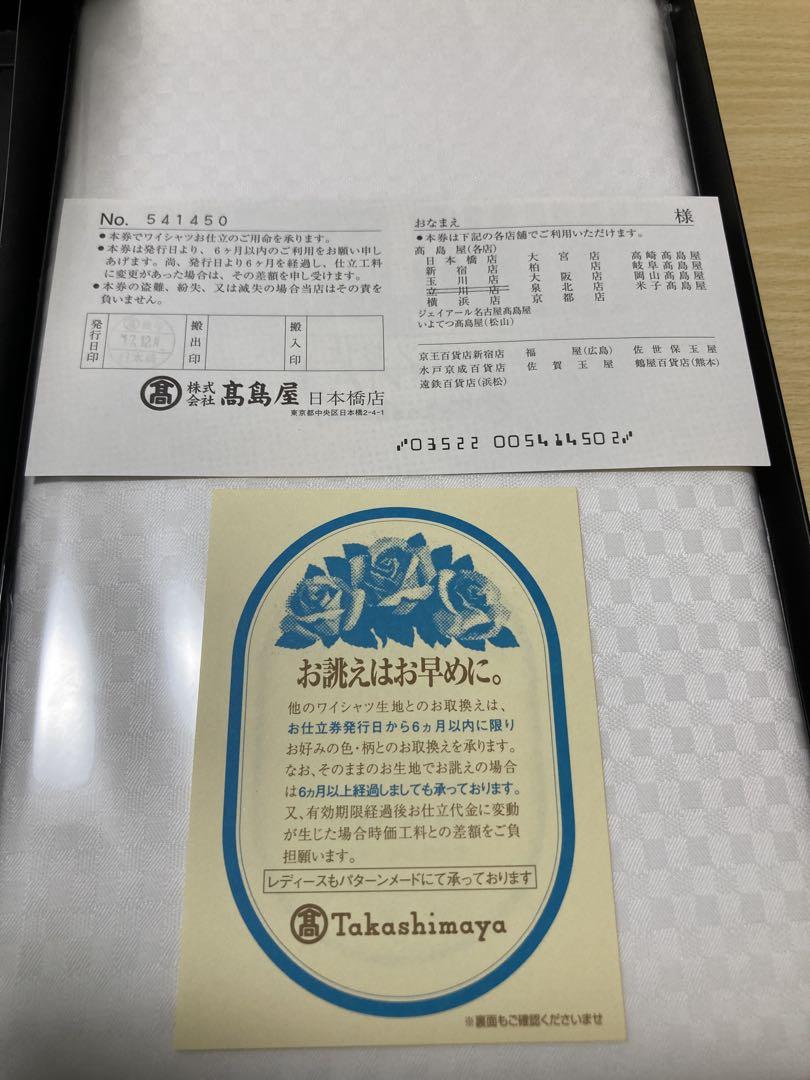 No. 541450
●本券でワイシャツお仕立のご用命を承ります。
●本券は発行日より、6ヶ月以内のご利用をお願い申し
あげます。尚、発行日より6ヶ月を経過し、仕立工料
に変更があった場合は、その差額を申し受けます。
●本券の盗難、紛失、又は滅失の場合当店はその責を
負いません。
発行日印
搬出印
搬入印
株式会社 髙島屋 日本橋店
東京都中央区日本橋2-4-1
おなまえ 様
●本券は下記の各店舗でご利用いただけます。
髙島屋(各店)
日本橋店 大宮店 高崎髙島屋
新宿店 柏店 岐阜髙島屋
玉川店 大阪店 岡山髙島屋
立川店 泉北店 米子髙島屋
横浜店 京都店
ジェイアール名古屋髙島屋
いよてつ髙島屋(松山)
京王百貨店新宿店 福屋(広島) 佐世保玉屋
水戸京成百貨店 佐賀玉屋 鶴屋百貨店(熊本)
遠鉄百貨店(浜松)
03522 005414502
お誂えはお早めに。
他のワイシャツ生地とのお取換えは、
お仕立券発行日から6ヵ月以内に限り
お好みの色・柄とのお取換えを承ります。
なお、そのままのお生地でお誂えの場合
は6ヵ月以上経過しましても承っております。
又、有効期限経過後お仕立代金に変動
が生じた場合時価工料との差額をご負
担願います。
レディースもパターンメードにて承っております
髙 Takashimaya
※裏面もご確認くださいませ